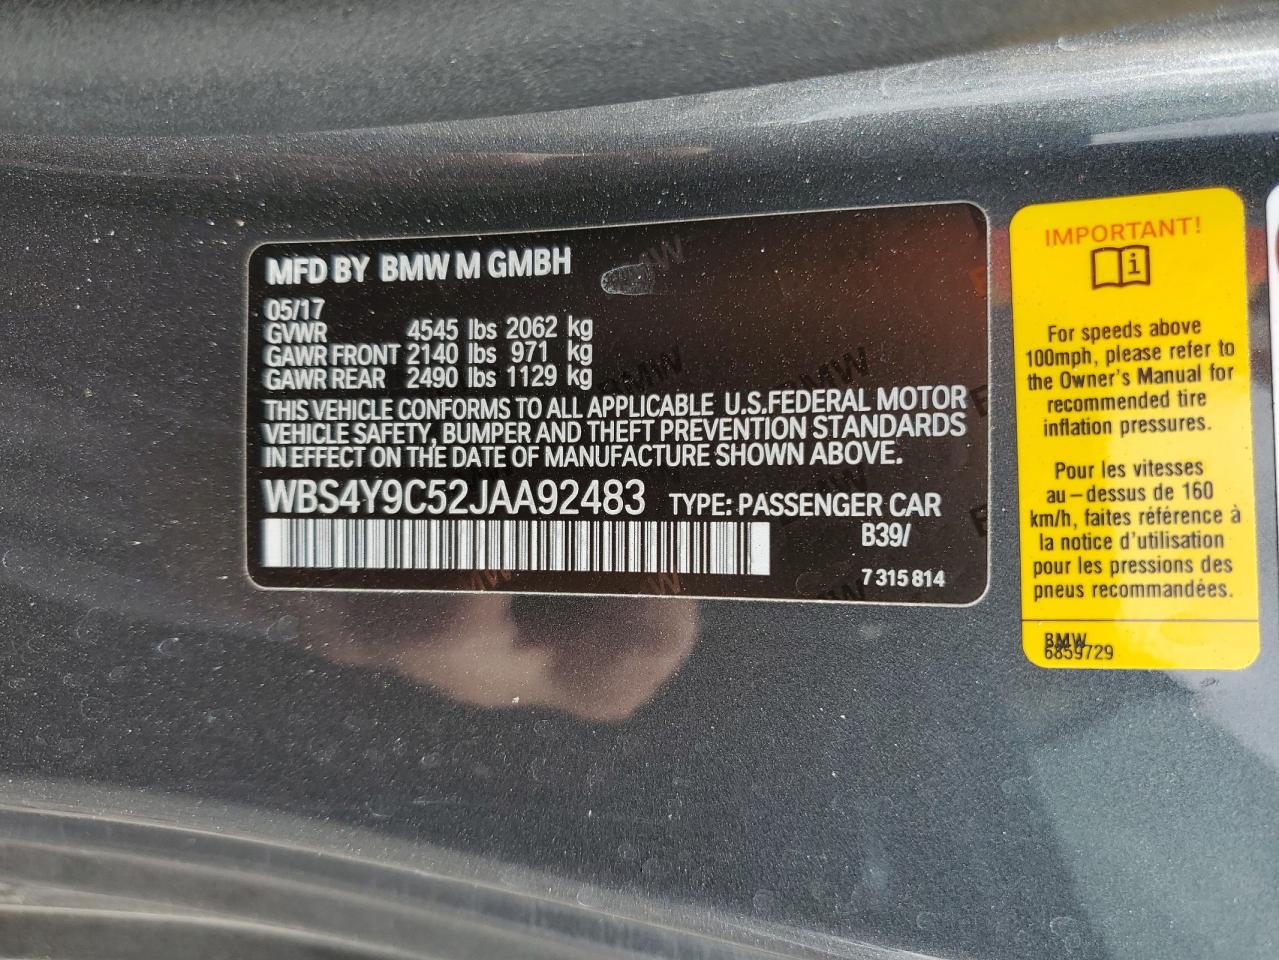 MFD BY BMW M GMBH
05/17
GVWR 4545 lbs 2062 kg
GAWR FRONT 2140 lbs 971 kg
GAWR REAR 2490 lbs 1129 kg
THIS VEHICLE CONFORMS TO ALL APPLICABLE U.S.FEDERAL MOTOR
VEHICLE SAFETY, BUMPER AND THEFT PREVENTION STANDARDS
IN EFFECT ON THE DATE OF MANUFACTURE SHOWN ABOVE.
WBS4Y9C52JAA92483 TYPE: PASSENGER CAR
B39/
7 315 814
IMPORTANT!
For speeds above
100mph, please refer to
the Owner's Manual for
recommended tire
inflation pressures.
Pour les vitesses
au-dessus de 160
km/h, faites référence à
la notice d'utilisation
pour les pressions des
pneus recommandées.
BMW
6859729